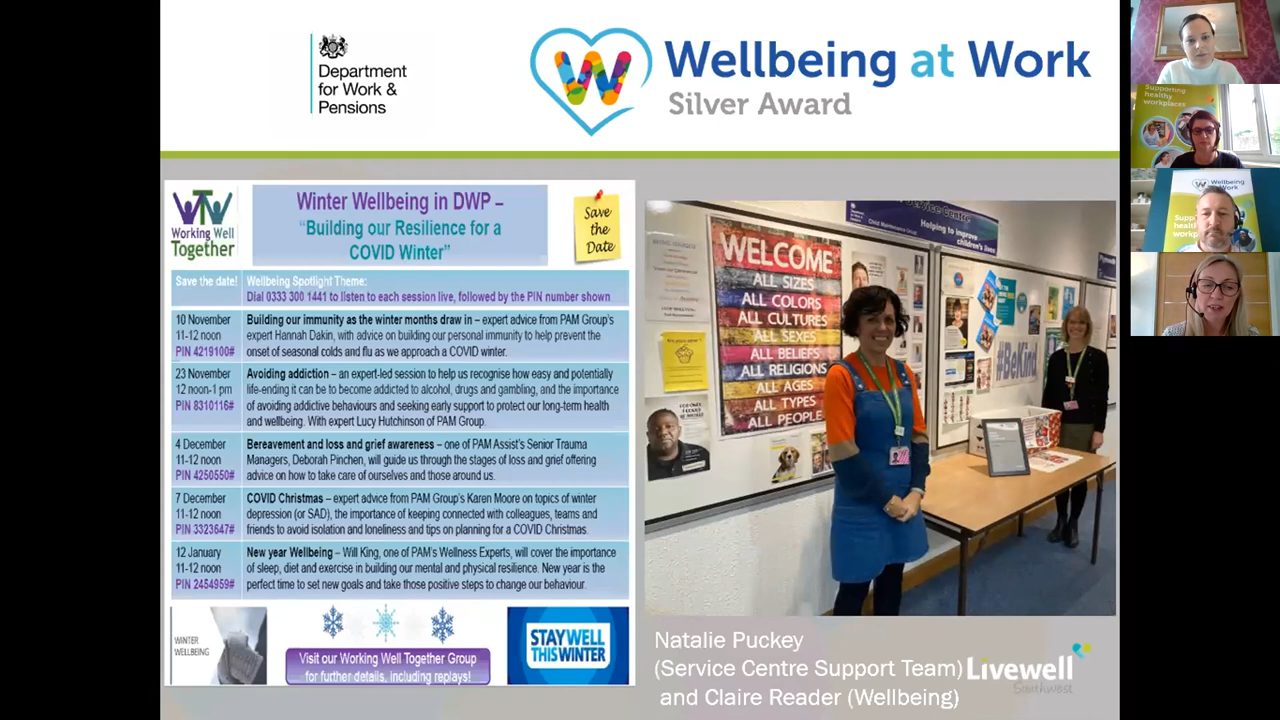 Department
for Work &
Pensions
Wellbeing at Work
Silver Award
Working Well
Together
Winter Wellbeing in DWP –
“Building our Resilience for a
COVID Winter”
Save
the
Date
Save the date!
Wellbeing Spotlight Theme:
Dial 0333 300 1441 to listen to each session live, followed by the PIN number shown
10 November
11-12 noon
PIN 4219100#
Building our immunity as the winter months draw in – expert advice from PAM Group’s
expert Hannah Dakin, with advice on building our personal immunity to help prevent the
onset of seasonal colds and flu as we approach a COVID winter.
23 November
12 noon-1 pm
PIN 8310116#
Avoiding addiction – an expert-led session to help us recognise how easy and potentially
life-ending it can be to become addicted to alcohol, drugs and gambling, and the importance
of avoiding addictive behaviours and seeking early support to protect our long-term health
and wellbeing. With expert Lucy Hutchinson of PAM Group.
4 December
11-12 noon
PIN 4250550#
Bereavement and loss and grief awareness – one of PAM Assist’s Senior Trauma
Managers, Deborah Pinchen, will guide us through the stages of loss and grief offering
advice on how to take care of ourselves and those around us.
7 December
11-12 noon
PIN 3323647#
COVID Christmas – expert advice from PAM Group’s Karen Moore on topics of winter
depression (or SAD), the importance of keeping connected with colleagues, teams and
friends to avoid isolation and loneliness and tips on planning for a COVID Christmas.
12 January
11-12 noon
PIN 2454959#
New year Wellbeing – Will King, one of PAM’s Wellness Experts, will cover the importance
of sleep, diet and exercise in building our mental and physical resilience. New year is the
perfect time to set new goals and take those positive steps to change our behaviour.
WINTER
WELLBEING
Visit our Working Well Together Group
for further details, including replays!
STAY WELL
THIS WINTER
Service Centre
Helping to improve
children's lives
WELCOME
ALL SIZES
ALL COLORS
ALL CULTURES
ALL SEXES
ALL BELIEFS
ALL RELIGIONS
ALL AGES
ALL TYPES
ALL PEOPLE
#BeKind
Natalie Puckey
(Service Centre Support Team)
and Claire Reader (Wellbeing)
Livewell
Southwest
Supporting
healthy
workplaces
Wellbeing
at Work